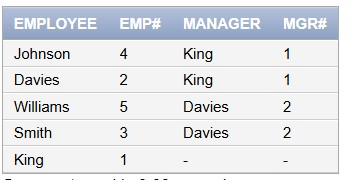 EMPLOYEE EMP# MANAGER MGR#
Johnson 4 King 1
Davies 2 King 1
Williams 5 Davies 2
Smith 3 Davies 2
King 1 - -